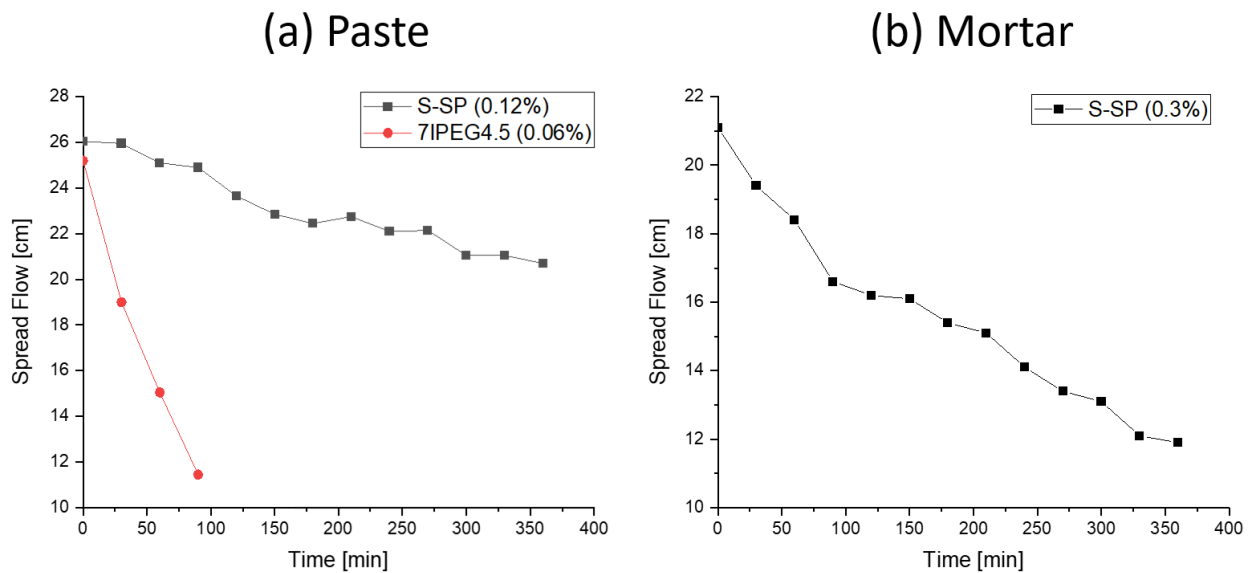 (a) Paste
(b) Mortar
28
26
24
22
20
18
16
14
12
10
Spread Flow [cm]
S-SP (0.12%)
7IPEG4.5 (0.06%)
0 50 100 150 200 250 300 350 400
Time [min]
22
20
18
16
14
12
10
Spread Flow [cm]
S-SP (0.3%)
0 50 100 150 200 250 300 350 400
Time [min]